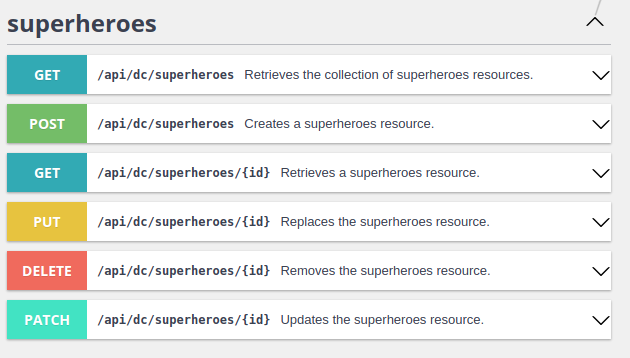 superheroes
GET /api/dc/superheroes Retrieves the collection of superheroes resources.
POST /api/dc/superheroes Creates a superheroes resource.
GET /api/dc/superheroes/{id} Retrieves a superheroes resource.
PUT /api/dc/superheroes/{id} Replaces the superheroes resource.
DELETE /api/dc/superheroes/{id} Removes the superheroes resource.
PATCH /api/dc/superheroes/{id} Updates the superheroes resource.